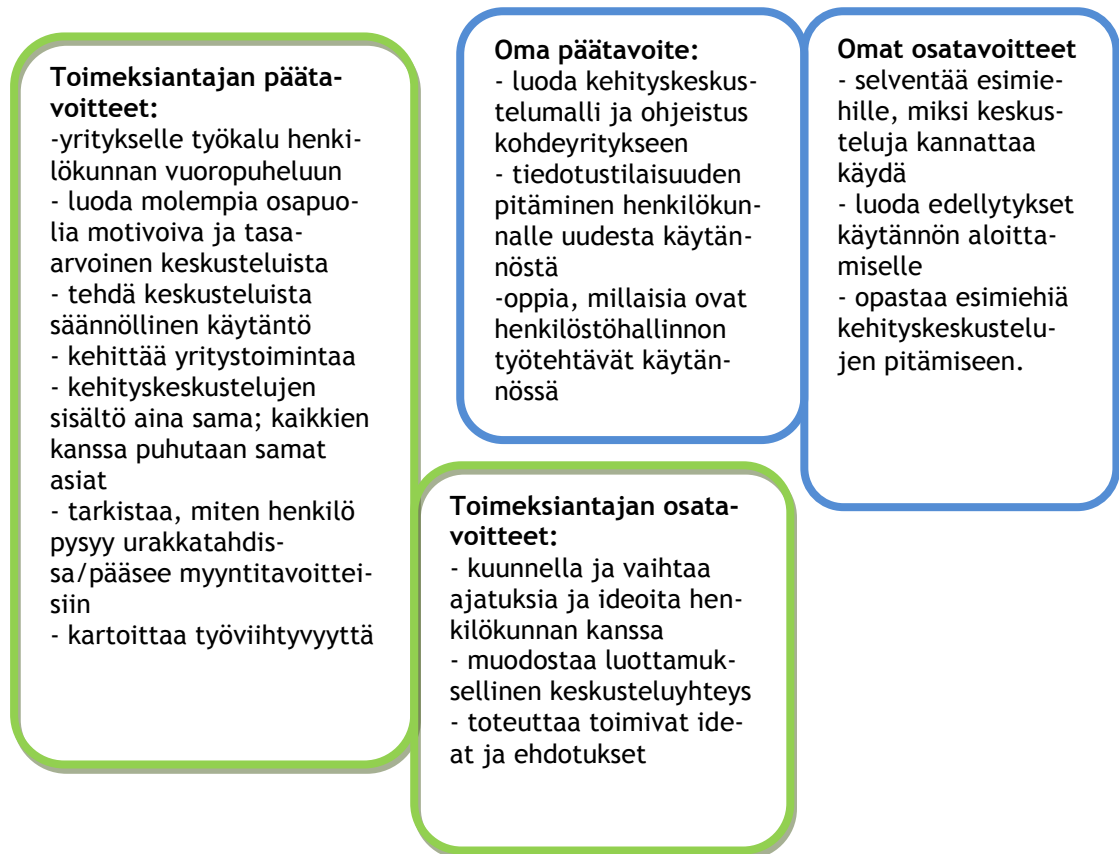 Toimeksiantajan pääta-
voitteet:
-yritykselle työkalu henki-
lökunnan vuoropuheluun
- luoda molempia osapuo-
lia motivoiva ja tasa-
arvoinen keskusteluista
- tehdä keskusteluista
säännöllinen käytäntö
- kehittää yritystoimintaa
- kehityskeskustelujen
sisältö aina sama; kaikkien
kanssa puhutaan samat
asiat
- tarkistaa, miten henkilö
pysyy urakkatahdis-
sa/pääsee myyntitavoittei-
siin
- kartoittaa työviihtyvyyttä
Oma päätavoite:
- luoda kehityskeskus-
telumalli ja ohjeistus
kohdeyritykseen
- tiedotustilaisuuden
pitäminen henkilökun-
nalle uudesta käytän-
nöstä
-oppia, millaisia ovat
henkilöstöhallinnon
työtehtävät käytän-
nössä
Omat osatavoitteet
- selventää esimie-
hille, miksi keskus-
teluja kannattaa
käydä
- luoda edellytykset
käytännön aloitta-
miselle
- opastaa esimiehiä
kehityskeskustelu-
jen pitämiseen.
Toimeksiantajan osata-
voitteet:
- kuunnella ja vaihtaa
ajatuksia ja ideoita hen-
kilökunnan kanssa
- muodostaa luottamuk-
sellinen keskusteluyhteys
- toteuttaa toimivat ide-
at ja ehdotukset